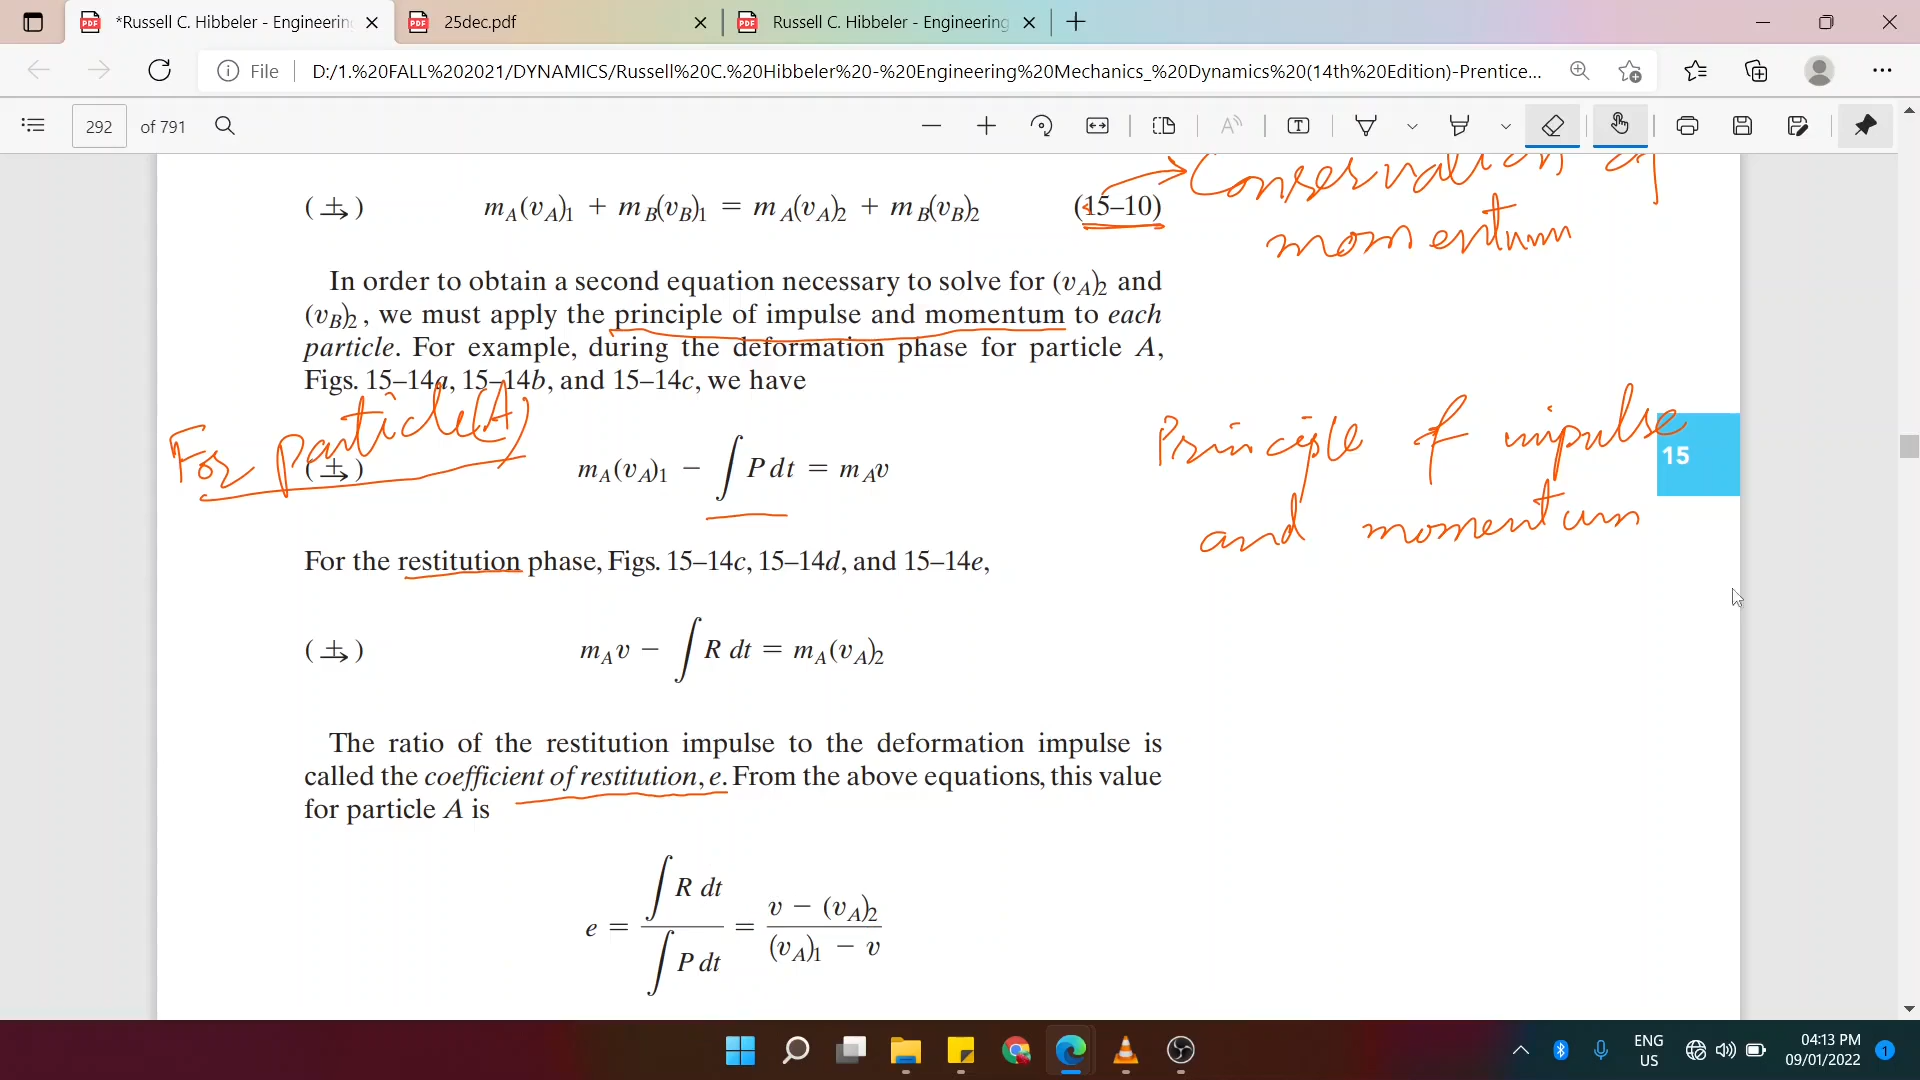 *Russell C. Hibbeler - Engineerin
25dec.pdf
Russell C. Hibbeler - Engineering
File
D:/1.%20FALL%202021/DYNAMICS/Russell%20C.%20Hibbeler%20-%20Engineering%20Mechanics_%20Dynamics%20(14th%20Edition)-Prentice...
292 of 791
Conservation of
momentum
(±→) m_A(v_A)_1 + m_B(v_B)_1 = m_A(v_A)_2 + m_B(v_B)_2 (15–10)
In order to obtain a second equation necessary to solve for (v_A)_2 and
(v_B)_2, we must apply the principle of impulse and momentum to each
particle. For example, during the deformation phase for particle A,
Figs. 15–14a, 15–14b, and 15–14c, we have
For particle(A)
Principle of impulse
and momentum
15
(±→) m_A(v_A)_1 − ∫ P dt = m_A v
For the restitution phase, Figs. 15–14c, 15–14d, and 15–14e,
(±→) m_A v − ∫ R dt = m_A(v_A)_2
The ratio of the restitution impulse to the deformation impulse is
called the coefficient of restitution, e. From the above equations, this value
for particle A is
e = ∫ R dt / ∫ P dt = v − (v_A)_2 / (v_A)_1 − v
ENG
US
04:13 PM
09/01/2022
1